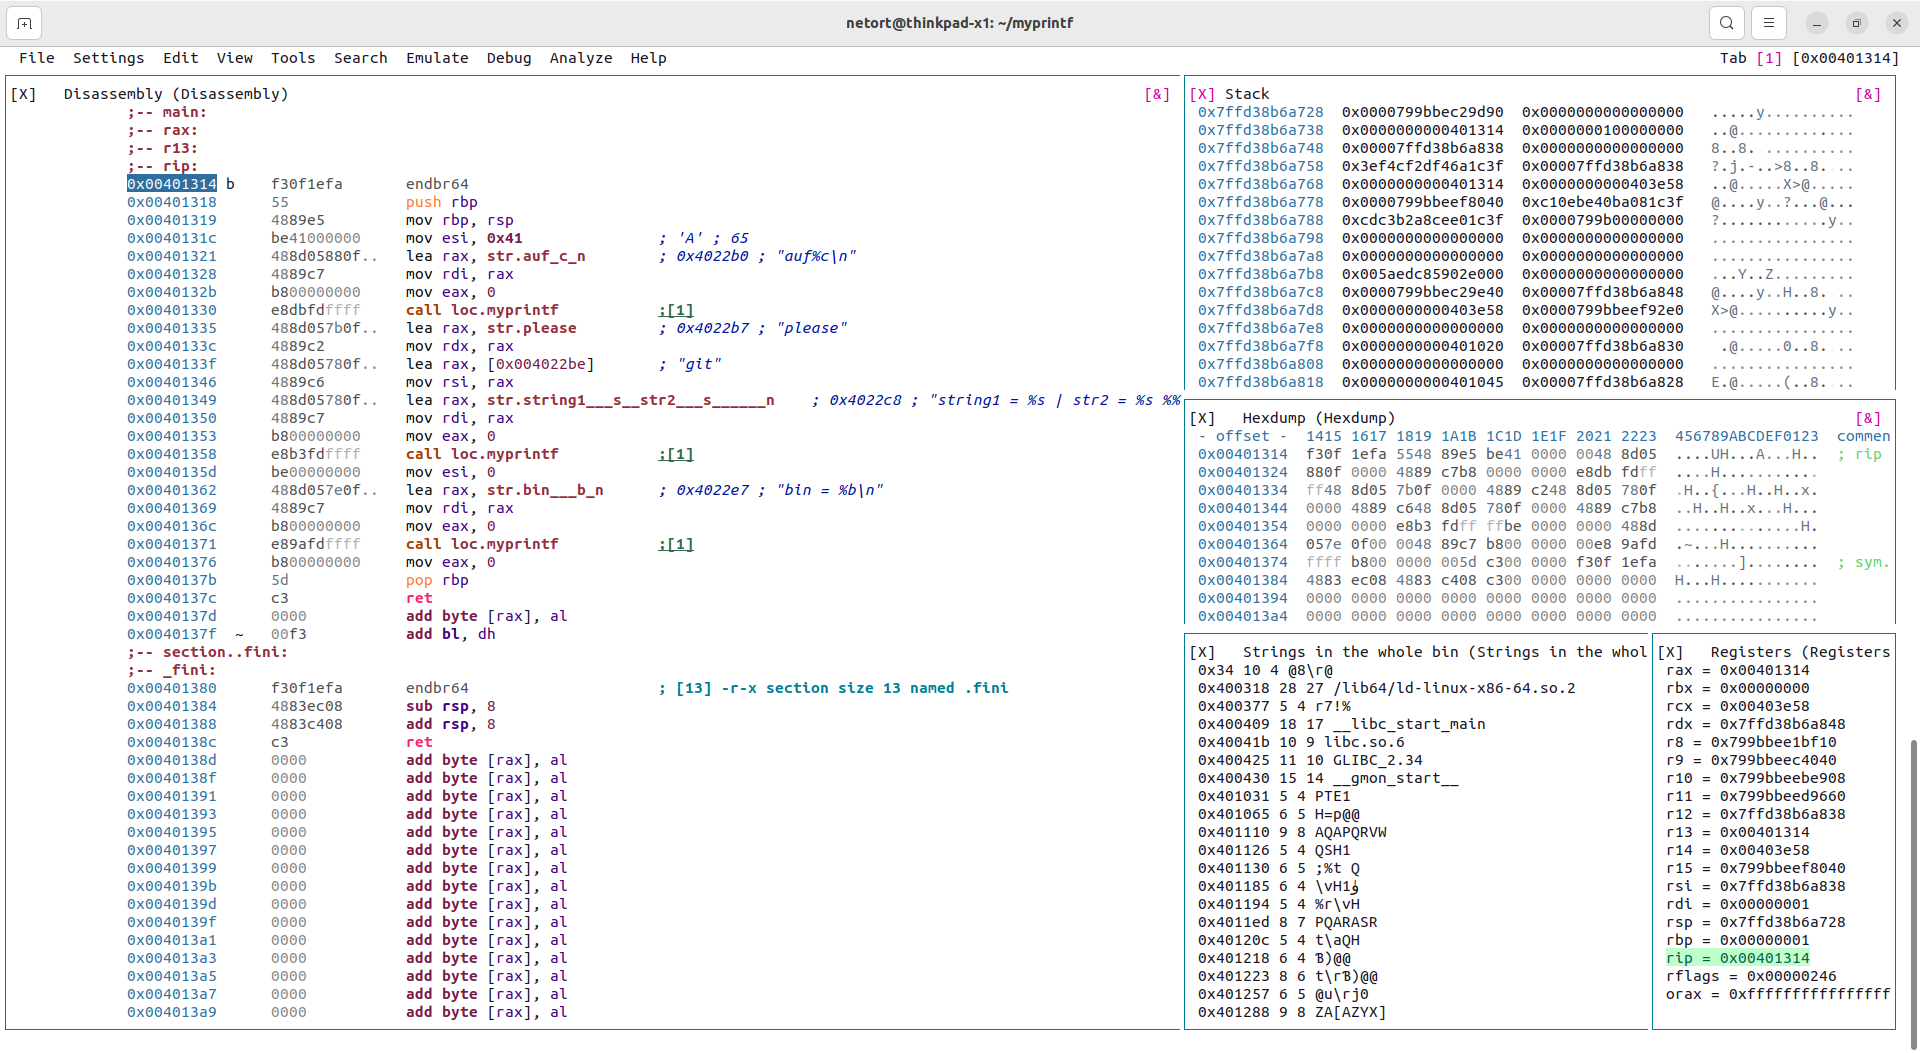 netort@thinkpad-x1: ~/myprintf
File  Settings  Edit  View  Tools  Search  Emulate  Debug  Analyze  Help
Tab [1] [0x00401314]
[X]   Disassembly (Disassembly) [&]
;-- main:
;-- rax:
;-- r13:
;-- rip:
0x00401314 b    f30f1efa       endbr64
0x00401318      55             push rbp
0x00401319      4889e5         mov rbp, rsp
0x0040131c      be41000000     mov esi, 0x41               ; 'A' ; 65
0x00401321      488d05880f..   lea rax, str.auf_c_n        ; 0x4022b0 ; "auf%c\n"
0x00401328      4889c7         mov rdi, rax
0x0040132b      b800000000     mov eax, 0
0x00401330      e8dbfdffff     call loc.myprintf           ;[1]
0x00401335      488d057b0f..   lea rax, str.please         ; 0x4022b7 ; "please"
0x0040133c      4889c2         mov rdx, rax
0x0040133f      488d05780f..   lea rax, [0x004022be]       ; "git"
0x00401346      4889c6         mov rsi, rax
0x00401349      488d05780f..   lea rax, str.string1___s__str2___s______n    ; 0x4022c8 ; "string1 = %s | str2 = %s %%
0x00401350      4889c7         mov rdi, rax
0x00401353      b800000000     mov eax, 0
0x00401358      e8b3fdffff     call loc.myprintf           ;[1]
0x0040135d      be00000000     mov esi, 0
0x00401362      488d057e0f..   lea rax, str.bin___b_n      ; 0x4022e7 ; "bin = %b\n"
0x00401369      4889c7         mov rdi, rax
0x0040136c      b800000000     mov eax, 0
0x00401371      e89afdffff     call loc.myprintf           ;[1]
0x00401376      b800000000     mov eax, 0
0x0040137b      5d             pop rbp
0x0040137c      c3             ret
0x0040137d      0000           add byte [rax], al
0x0040137f  ~   00f3           add bl, dh
;-- section..fini:
;-- _fini:
0x00401380      f30f1efa       endbr64                     ; [13] -r-x section size 13 named .fini
0x00401384      4883ec08       sub rsp, 8
0x00401388      4883c408       add rsp, 8
0x0040138c      c3             ret
0x0040138d      0000           add byte [rax], al
0x0040138f      0000           add byte [rax], al
0x00401391      0000           add byte [rax], al
0x00401393      0000           add byte [rax], al
0x00401395      0000           add byte [rax], al
0x00401397      0000           add byte [rax], al
0x00401399      0000           add byte [rax], al
0x0040139b      0000           add byte [rax], al
0x0040139d      0000           add byte [rax], al
0x0040139f      0000           add byte [rax], al
0x004013a1      0000           add byte [rax], al
0x004013a3      0000           add byte [rax], al
0x004013a5      0000           add byte [rax], al
0x004013a7      0000           add byte [rax], al
0x004013a9      0000           add byte [rax], al
[X] Stack [&]
0x7ffd38b6a728  0x0000799bbec29d90  0x0000000000000000   .....y..........
0x7ffd38b6a738  0x0000000000401314  0x0000000100000000   ..@.............
0x7ffd38b6a748  0x00007ffd38b6a838  0x0000000000000000   8..8. ..........
0x7ffd38b6a758  0x3ef4cf2df46a1c3f  0x00007ffd38b6a838   ?.j.-..>8..8. ..
0x7ffd38b6a768  0x0000000000401314  0x0000000000403e58   ..@.....X>@.....
0x7ffd38b6a778  0x0000799bbeef8040  0xc10ebe40ba081c3f   @....y..?...@...
0x7ffd38b6a788  0xcdc3b2a8cee01c3f  0x0000799b00000000   ?............y..
0x7ffd38b6a798  0x0000000000000000  0x0000000000000000   ................
0x7ffd38b6a7a8  0x0000000000000000  0x0000000000000000   ................
0x7ffd38b6a7b8  0x005aedc85902e000  0x0000000000000000   ...Y..Z.........
0x7ffd38b6a7c8  0x0000799bbec29e40  0x00007ffd38b6a848   @....y..H..8. ..
0x7ffd38b6a7d8  0x0000000000403e58  0x0000799bbeef92e0   X>@..........y..
0x7ffd38b6a7e8  0x0000000000000000  0x0000000000000000   ................
0x7ffd38b6a7f8  0x0000000000401020  0x00007ffd38b6a830    .@.....0..8. ..
0x7ffd38b6a808  0x0000000000000000  0x0000000000000000   ................
0x7ffd38b6a818  0x0000000000401045  0x00007ffd38b6a828   E.@.....(..8. ..
[X]   Hexdump (Hexdump) [&]
- offset -  1415 1617 1819 1A1B 1C1D 1E1F 2021 2223  456789ABCDEF0123  commen
0x00401314  f30f 1efa 5548 89e5 be41 0000 0048 8d05  ....UH...A...H..  ; rip
0x00401324  880f 0000 4889 c7b8 0000 0000 e8db fdff  ....H...........
0x00401334  ff48 8d05 7b0f 0000 4889 c248 8d05 780f  .H..{...H..H..x.
0x00401344  0000 4889 c648 8d05 780f 0000 4889 c7b8  ..H..H..x...H...
0x00401354  0000 0000 e8b3 fdff ffbe 0000 0000 488d  ..............H.
0x00401364  057e 0f00 0048 89c7 b800 0000 00e8 9afd  .~...H..........
0x00401374  ffff b800 0000 005d c300 0000 f30f 1efa  .......]........  ; sym.
0x00401384  4883 ec08 4883 c408 c300 0000 0000 0000  H...H...........
0x00401394  0000 0000 0000 0000 0000 0000 0000 0000  ................
0x004013a4  0000 0000 0000 0000 0000 0000 0000 0000  ................
[X]   Strings in the whole bin (Strings in the whol
0x34 10 4 @8\r@
0x400318 28 27 /lib64/ld-linux-x86-64.so.2
0x400377 5 4 r7!%
0x400409 18 17 __libc_start_main
0x40041b 10 9 libc.so.6
0x400425 11 10 GLIBC_2.34
0x400430 15 14 __gmon_start__
0x401031 5 4 PTE1
0x401065 6 5 H=p@@
0x401110 9 8 AQAPQRVW
0x401126 5 4 QSH1
0x401130 6 5 ;%t Q
0x401185 6 4 \vH1
0x401194 5 4 %r\vH
0x4011ed 8 7 PQARASR
0x40120c 5 4 t\aQH
0x401218 6 4 Ɓ)@@
0x401223 8 6 t\rƁ)@@
0x401257 6 5 @u\rj0
0x401288 9 8 ZA[AZYX]
[X]   Registers (Registers
rax = 0x00401314
rbx = 0x00000000
rcx = 0x00403e58
rdx = 0x7ffd38b6a848
r8 = 0x799bbee1bf10
r9 = 0x799bbeec4040
r10 = 0x799bbeebe908
r11 = 0x799bbeed9660
r12 = 0x7ffd38b6a838
r13 = 0x00401314
r14 = 0x00403e58
r15 = 0x799bbeef8040
rsi = 0x7ffd38b6a838
rdi = 0x00000001
rsp = 0x7ffd38b6a728
rbp = 0x00000001
rip = 0x00401314
rflags = 0x00000246
orax = 0xffffffffffffffff